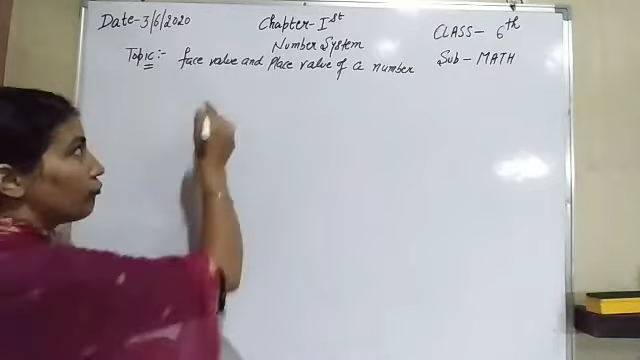 Date-3/6/2020
Chapter-Ist
CLASS- 6th
Number System
Sub- MATH
Topic:- face value and Place value of a number